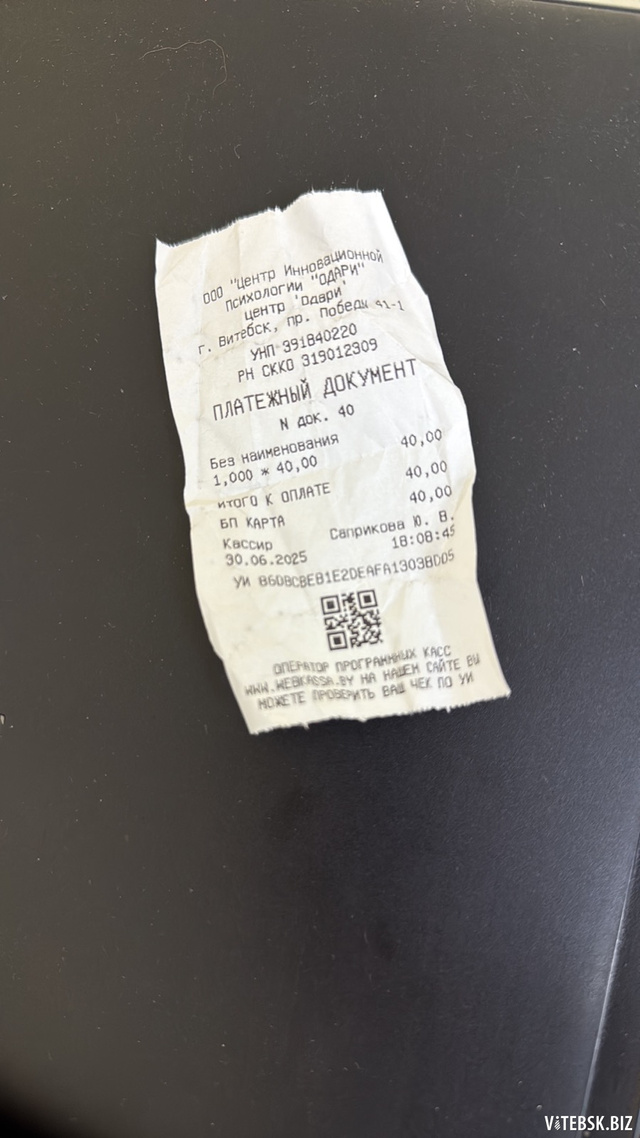 ООО "Центр Инновационной
Психологии "ОДАРИ"
центр 'Одари'
г. Витебск, пр. Победы 41-1
УНП 391840220
РН СККО 319012309
ПЛАТЕЖНЫЙ ДОКУМЕНТ
N док. 40
Без наименования
1,000 * 40,00 40,00
ИТОГО К ОПЛАТЕ 40,00
БП КАРТА 40,00
Кассир Саприкова Ю. В.
30.06.2025 18:08:45
УИ B6DBCBEB1E2DEAFA1303BD05
ОПЕРАТОР ПРОГРАММНЫХ КАСС
WWW.WEBKASSA.BY НА НАШЕМ САЙТЕ ВЫ
МОЖЕТЕ ПРОВЕРИТЬ ВАШ ЧЕК ПО УИ
VITEBSK.BIZ